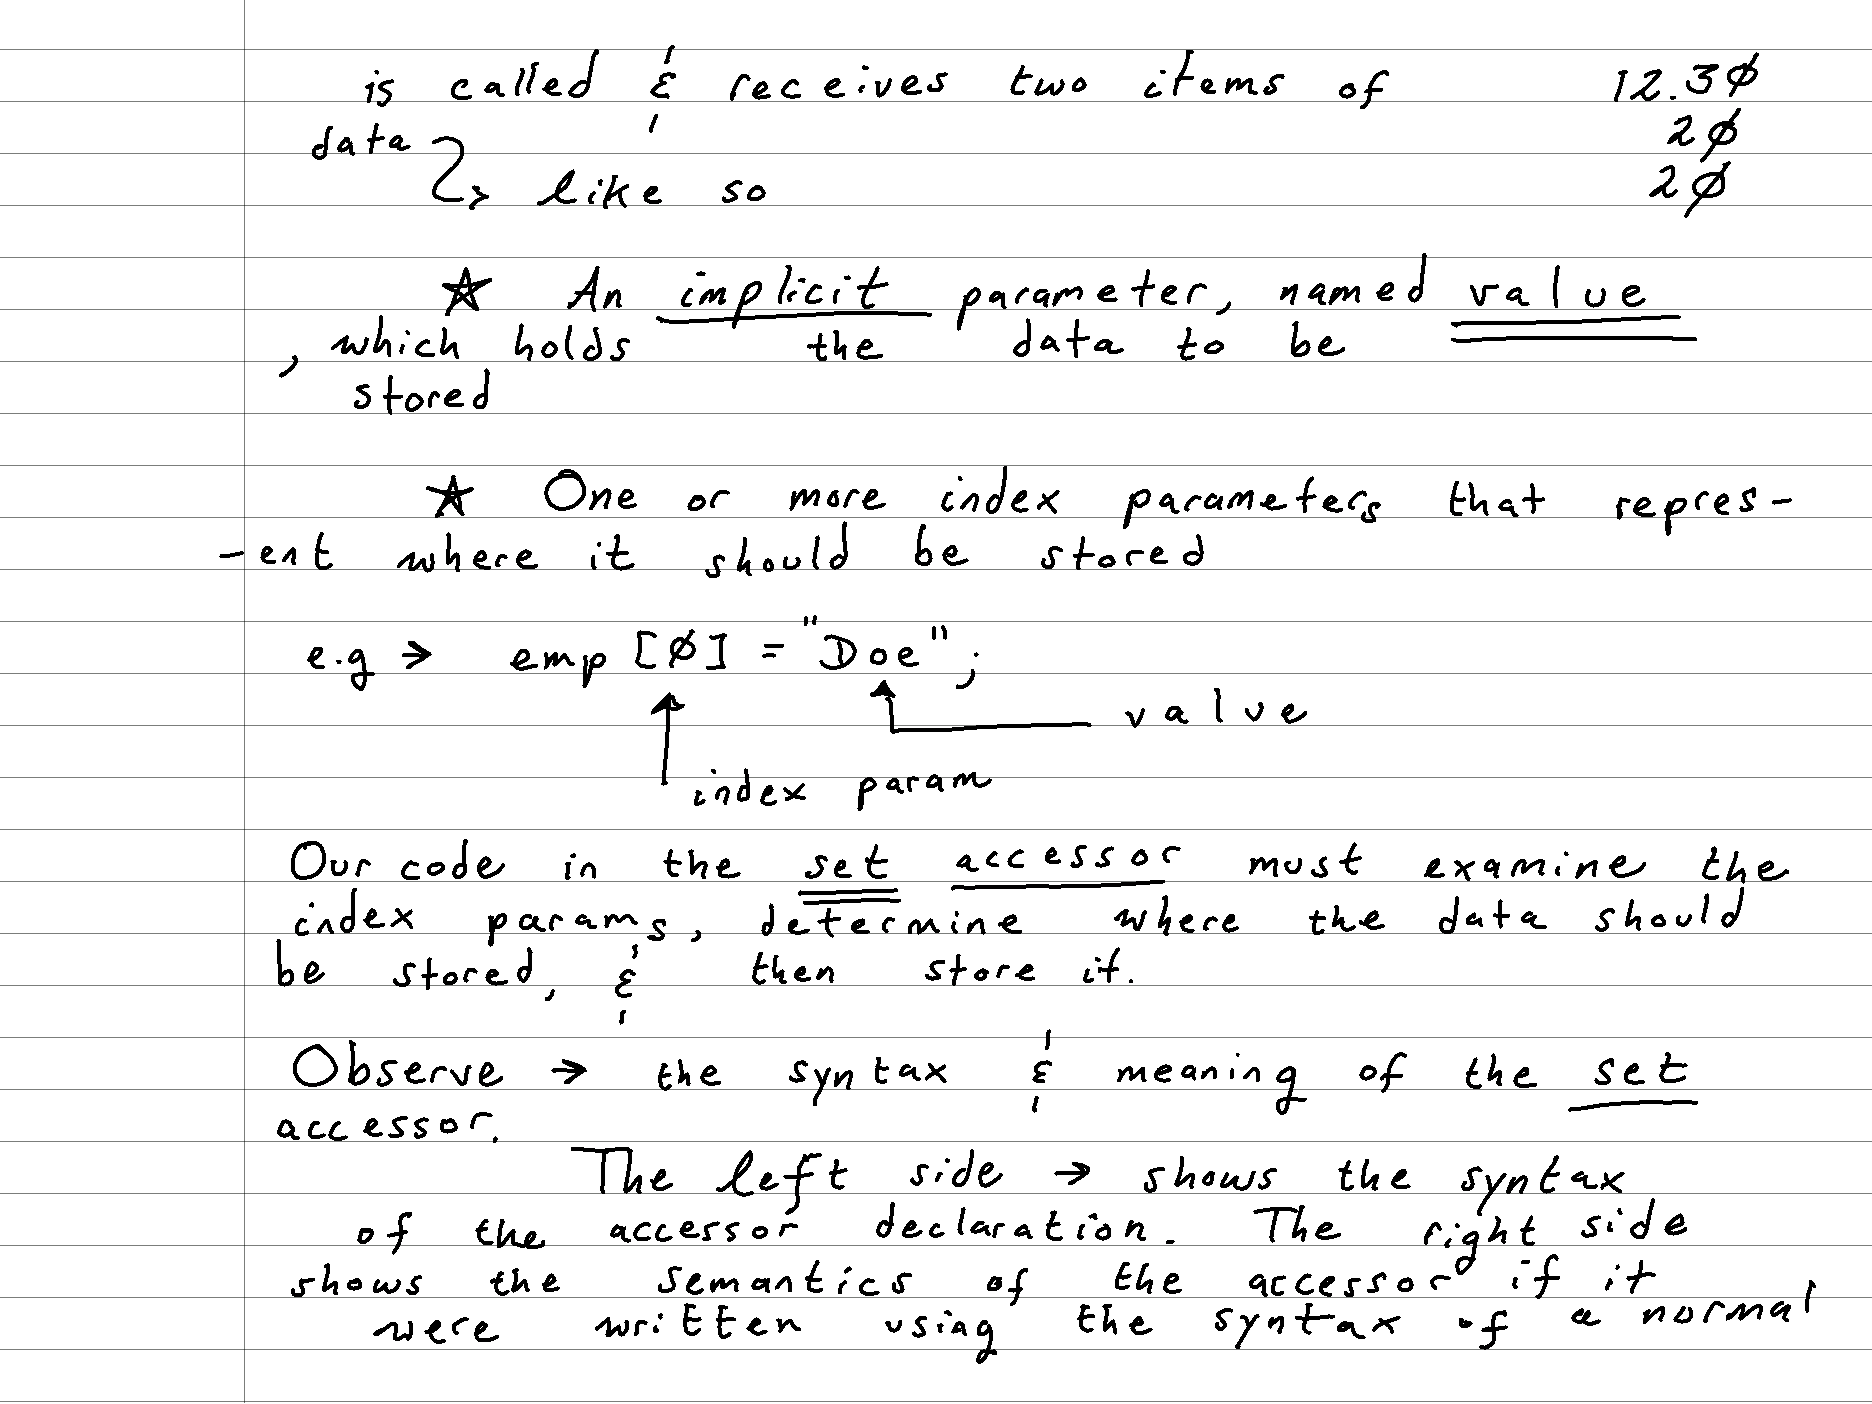 is called & receives two items of 12.3Ø
data 2Ø
↳ like so 2Ø
☆ An implicit parameter, named value
, which holds the data to be
stored
☆ One or more index parameters that repres-
-ent where it should be stored
e.g → emp [Ø] = "Doe";
value
index param
Our code in the set accessor must examine the
index params, determine where the data should
be stored, & then store it.
Observe → the syntax & meaning of the set
accessor.
The left side → shows the syntax
of the accessor declaration. The right side
shows the semantics of the accessor if it
were written using the syntax of a normal